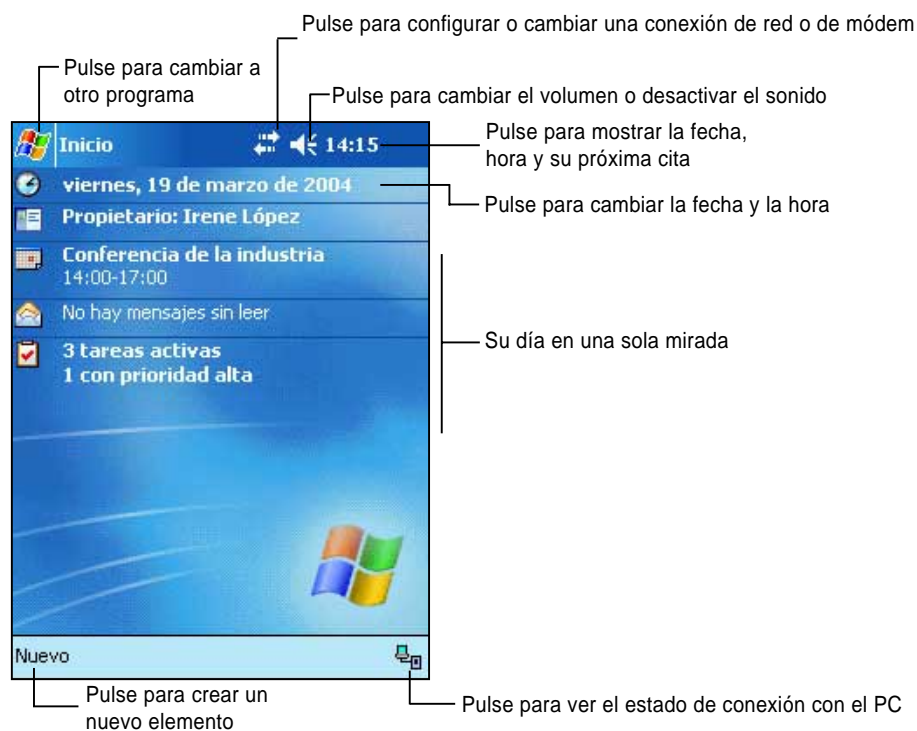 Pulse para configurar o cambiar una conexión de red o de módem
Pulse para cambiar a
otro programa
Pulse para cambiar el volumen o desactivar el sonido
Inicio
14:15
Pulse para mostrar la fecha,
hora y su próxima cita
viernes, 19 de marzo de 2004
Pulse para cambiar la fecha y la hora
Propietario: Irene López
Conferencia de la industria
14:00-17:00
No hay mensajes sin leer
Su día en una sola mirada
3 tareas activas
1 con prioridad alta
Nuevo
Pulse para crear un
nuevo elemento
Pulse para ver el estado de conexión con el PC